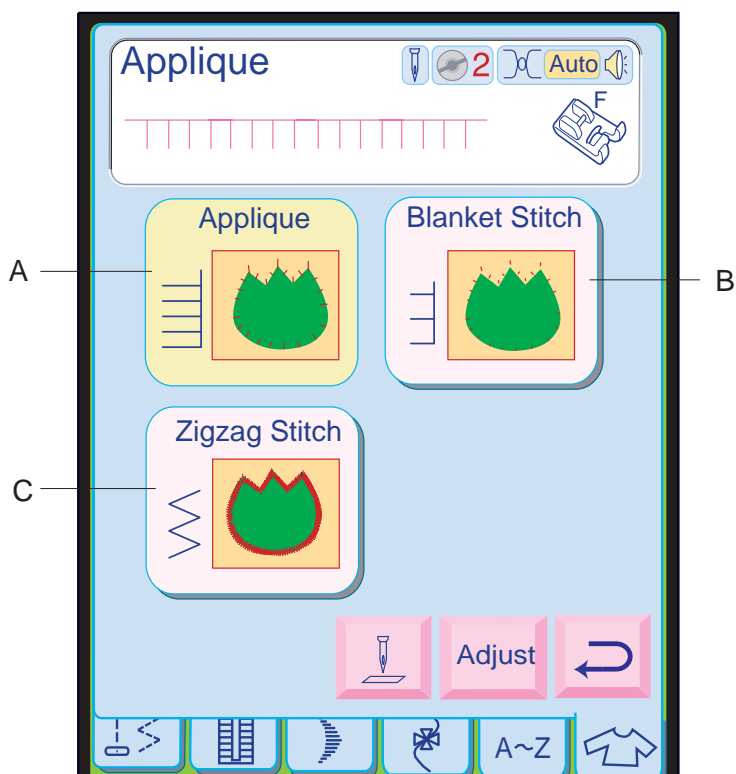 Applique
2
Auto
F
Applique
Blanket Stitch
A
B
Zigzag Stitch
C
Adjust
A~Z